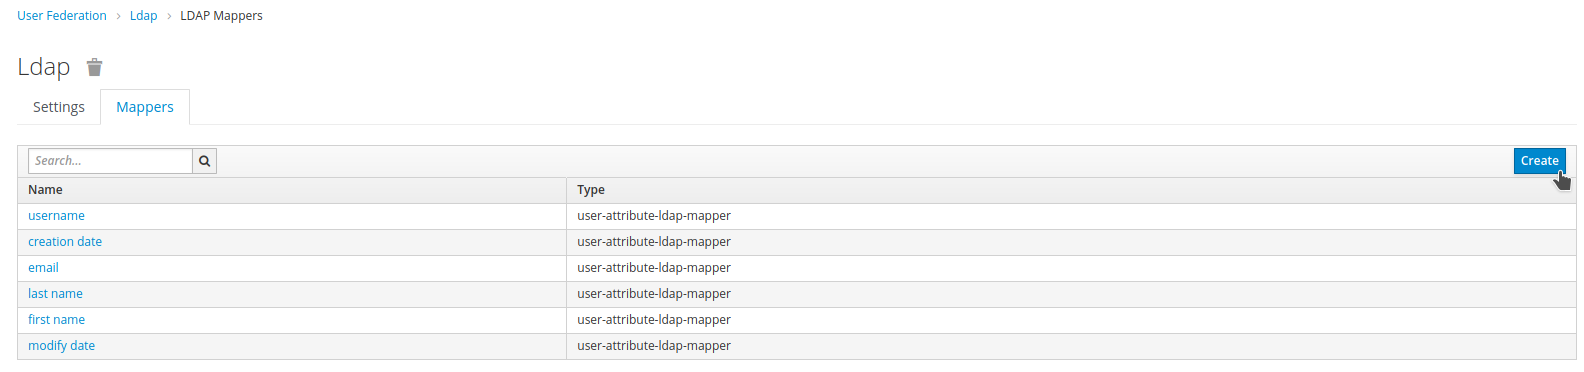 User Federation > Ldap > LDAP Mappers
Ldap
Settings Mappers
Search... Create
Name Type
username user-attribute-ldap-mapper
creation date user-attribute-ldap-mapper
email user-attribute-ldap-mapper
last name user-attribute-ldap-mapper
first name user-attribute-ldap-mapper
modify date user-attribute-ldap-mapper